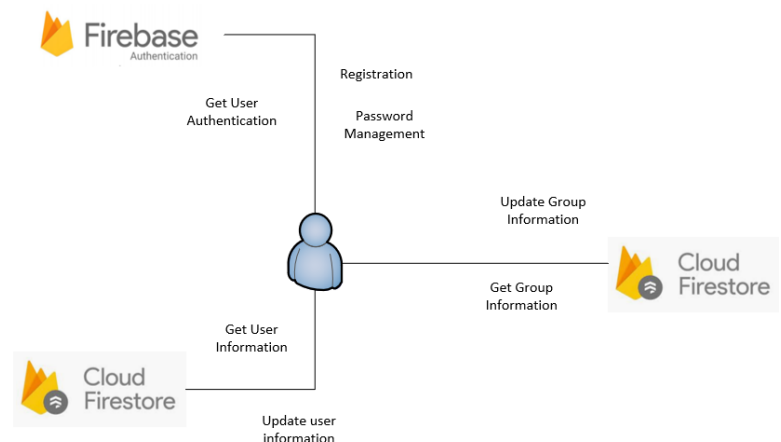 Firebase
Authentication
Registration
Get User
Authentication
Password
Management
Update Group
Information
Cloud
Firestore
Get Group
Information
Get User
Information
Cloud
Firestore
Update user
information